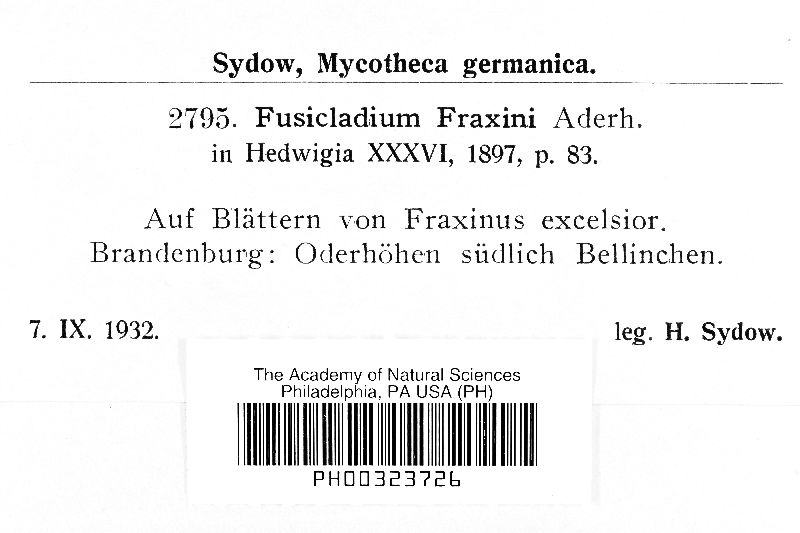 Sydow, Mycotheca germanica.
2795. Fusicladium Fraxini Aderh.
in Hedwigia XXXVI, 1897, p. 83.
Auf Blättern von Fraxinus excelsior.
Brandenburg: Oderhöhen südlich Bellinchen.
7. IX. 1932.
leg. H. Sydow.
The Academy of Natural Sciences
Philadelphia, PA USA (PH)
PH00323726